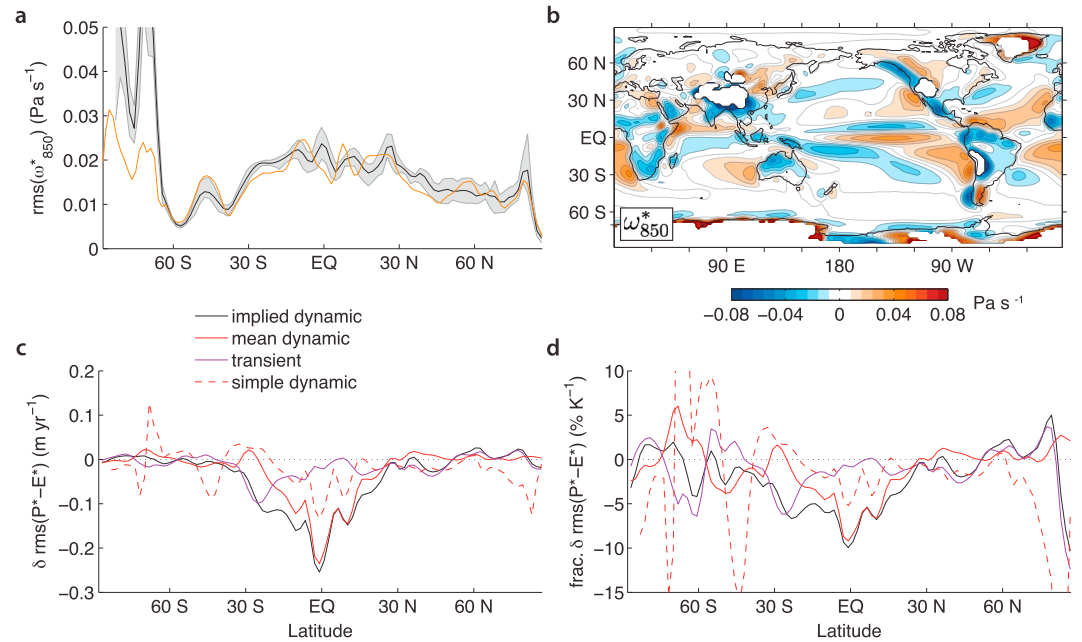 a
rms(ω*850) (Pa s−1)
0.05
0.04
0.03
0.02
0.01
0
60 S
30 S
EQ
30 N
60 N
b
60 N
30 N
EQ
30 S
60 S
ω*850
90 E
180
90 W
−0.08
−0.04
0
0.04
0.08
Pa s −1
implied dynamic
mean dynamic
transient
simple dynamic
c
δ rms(P*−E*) (m yr−1)
0.2
0.1
0
−0.1
−0.2
−0.3
60 S
30 S
EQ
30 N
60 N
Latitude
d
frac. δ rms(P*−E*) (% K−1)
10
5
0
−5
−10
−15
60 S
30 S
EQ
30 N
60 N
Latitude